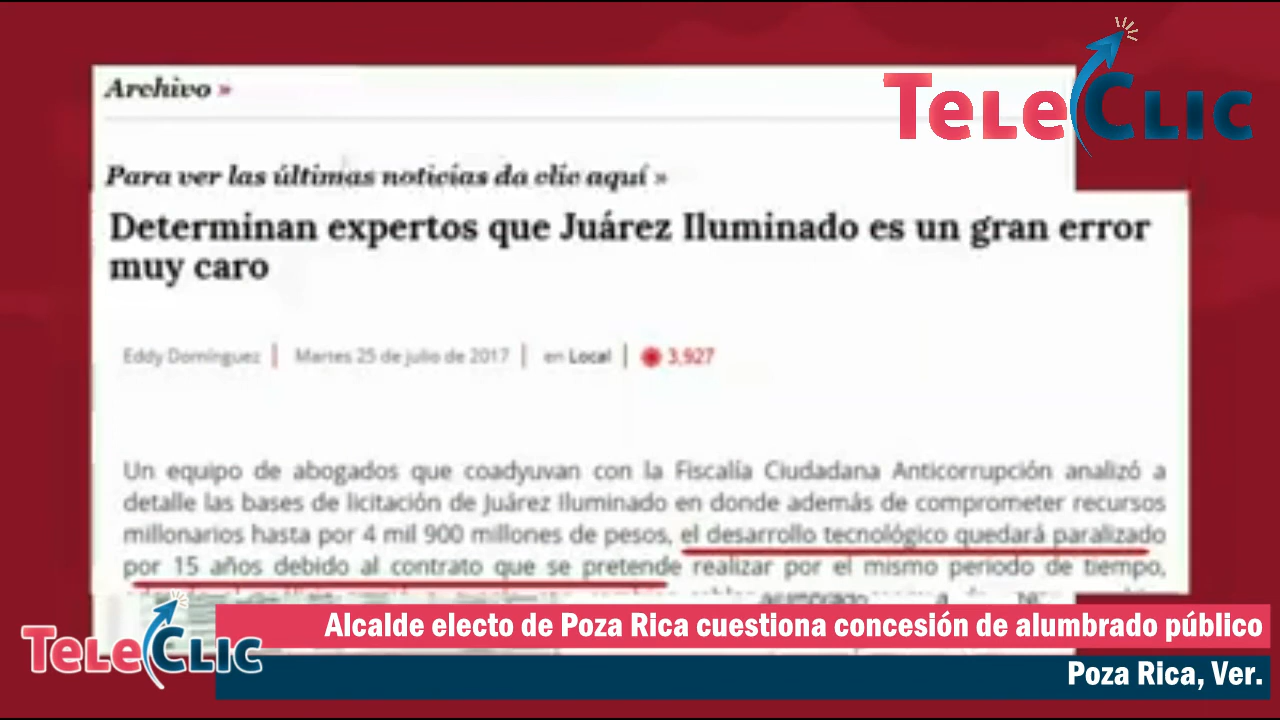 TELECLIC
Archivo »
Para ver las últimas noticias da clic aquí »
Determinan expertos que Juárez Iluminado es un gran error
muy caro
Eddy Domínguez | Martes 25 de julio de 2017 | en Local | 3,927
Un equipo de abogados que coadyuvan con la Fiscalía Ciudadana Anticorrupción analizó a
detalle las bases de licitación de Juárez Iluminado en donde además de comprometer recursos
millonarios hasta por 4 mil 900 millones de pesos, el desarrollo tecnológico quedará paralizado
por 15 años debido al contrato que se pretende realizar por el mismo periodo de tiempo,
Alcalde electo de Poza Rica cuestiona concesión de alumbrado público
TELECLIC
Poza Rica, Ver.